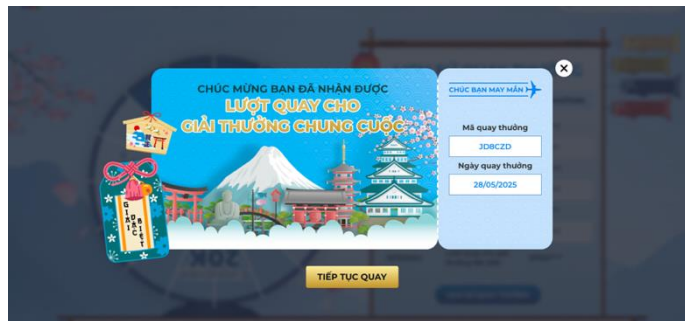 CHÚC MỪNG BẠN ĐÃ NHẬN ĐƯỢC
LƯỢT QUAY CHO
GIẢI THƯỞNG CHUNG CUỘC
CHÚC BẠN MAY MẮN
Mã quay thưởng
JDBCZD
Ngày quay thưởng
28/05/2025
GIẢI ĐẶC BIỆT
TIẾP TỤC QUAY